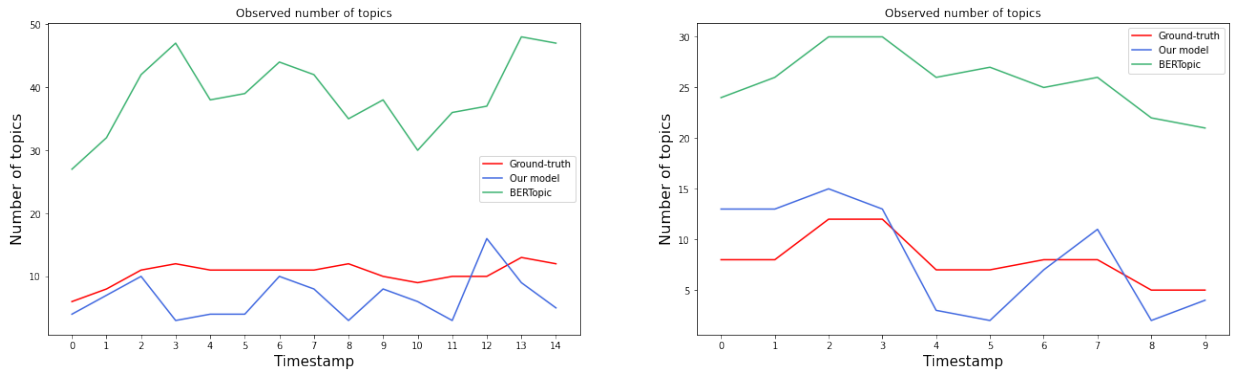 Observed number of topics
50
40
30
20
10
Number of topics
Ground-truth
Our model
BERTopic
0 1 2 3 4 5 6 7 8 9 10 11 12 13 14
Timestamp
Observed number of topics
30
25
20
15
10
5
Number of topics
Ground-truth
Our model
BERTopic
0 1 2 3 4 5 6 7 8 9
Timestamp